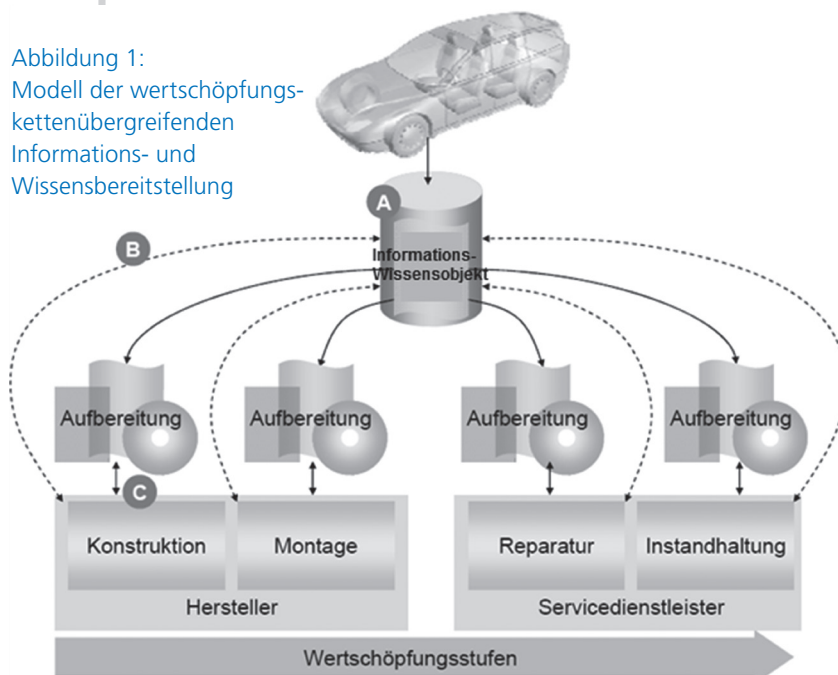 Abbildung 1:
Modell der wertschöpfungs-
kettenübergreifenden
Informations- und
Wissensbereitstellung
A
B
Informations-
Wissensobjekt
Aufbereitung
Aufbereitung
Aufbereitung
Aufbereitung
C
Konstruktion
Montage
Reparatur
Instandhaltung
Hersteller
Servicedienstleister
Wertschöpfungsstufen